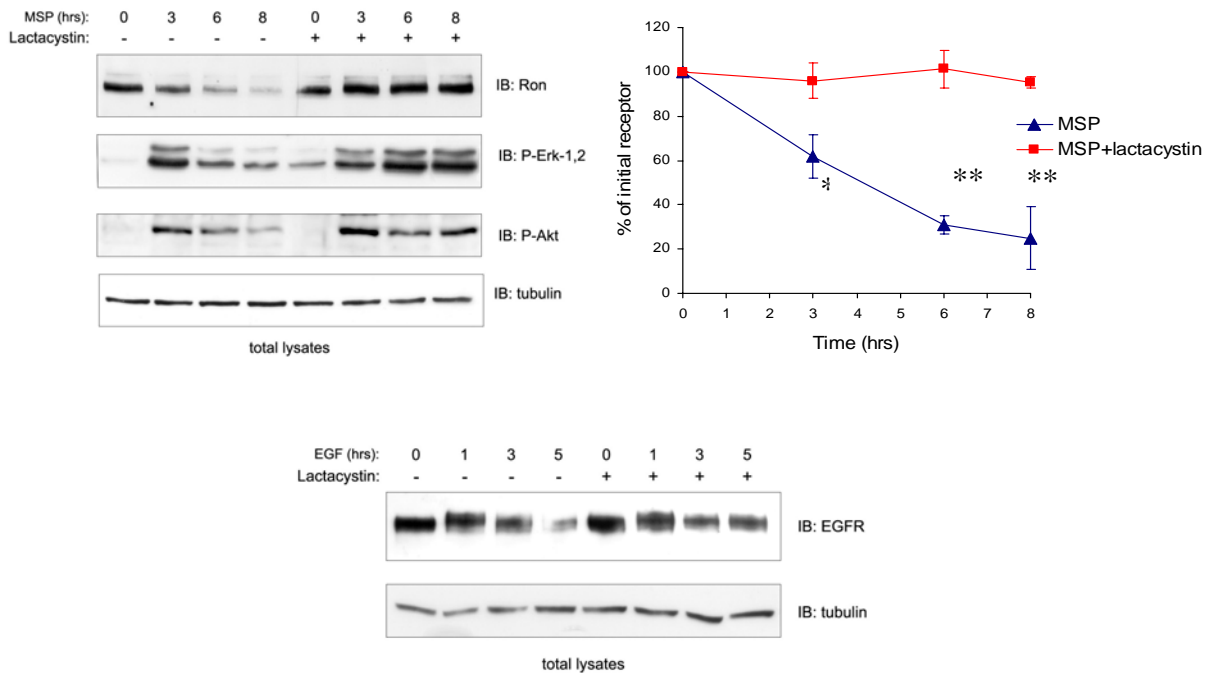 MSP (hrs): 0 3 6 8 0 3 6 8
Lactacystin: - - - - + + + +
IB: Ron
IB: P-Erk-1,2
IB: P-Akt
IB: tubulin
total lysates
% of initial receptor
120
100
80
60
40
20
0
*
**
**
0 1 2 3 4 5 6 7 8
Time (hrs)
MSP
MSP+lactacystin
EGF (hrs): 0 1 3 5 0 1 3 5
Lactacystin: - - - - + + + +
IB: EGFR
IB: tubulin
total lysates